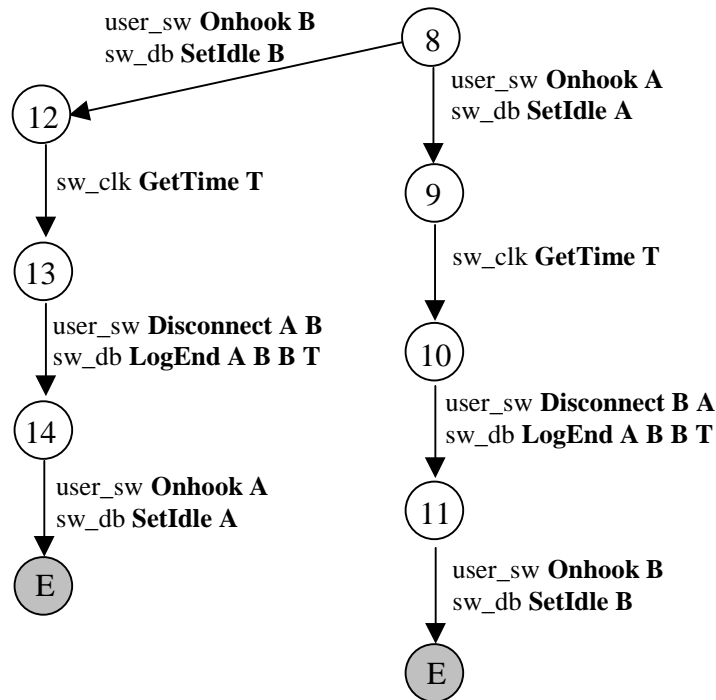 user_sw Onhook B
sw_db SetIdle B
8
user_sw Onhook A
sw_db SetIdle A
12
sw_clk GetTime T
9
sw_clk GetTime T
13
user_sw Disconnect A B
sw_db LogEnd A B B T
10
user_sw Disconnect B A
sw_db LogEnd A B B T
14
user_sw Onhook A
sw_db SetIdle A
11
E
user_sw Onhook B
sw_db SetIdle B
E